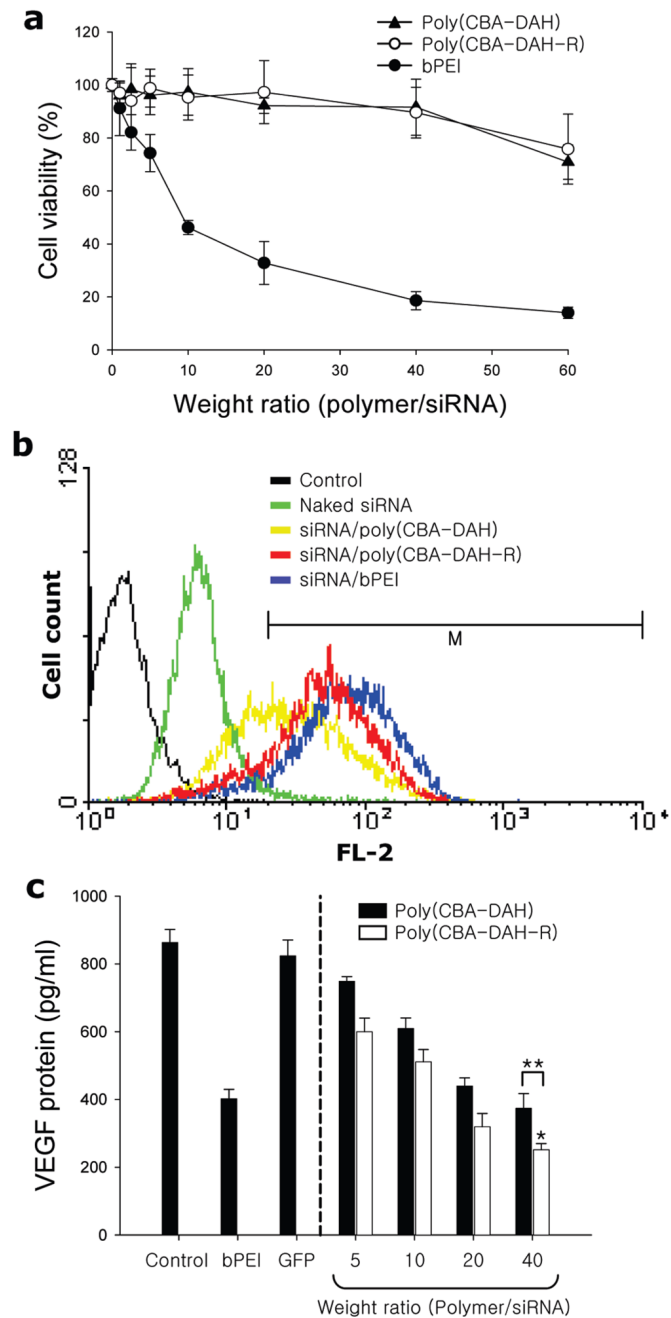 a
Poly(CBA-DAH)
Poly(CBA-DAH-R)
bPEI
120
100
80
60
40
20
0
Cell viability (%)
0 10 20 30 40 50 60
Weight ratio (polymer/siRNA)
b
128
0
Control
Naked siRNA
siRNA/poly(CBA-DAH)
siRNA/poly(CBA-DAH-R)
siRNA/bPEI
M
Cell count
10⁰ 10¹ 10² 10³ 10⁴
FL-2
c
1000
800
600
400
200
0
Poly(CBA-DAH)
Poly(CBA-DAH-R)
**
*
VEGF protein (pg/ml)
Control bPEI GFP 5 10 20 40
Weight ratio (Polymer/siRNA)